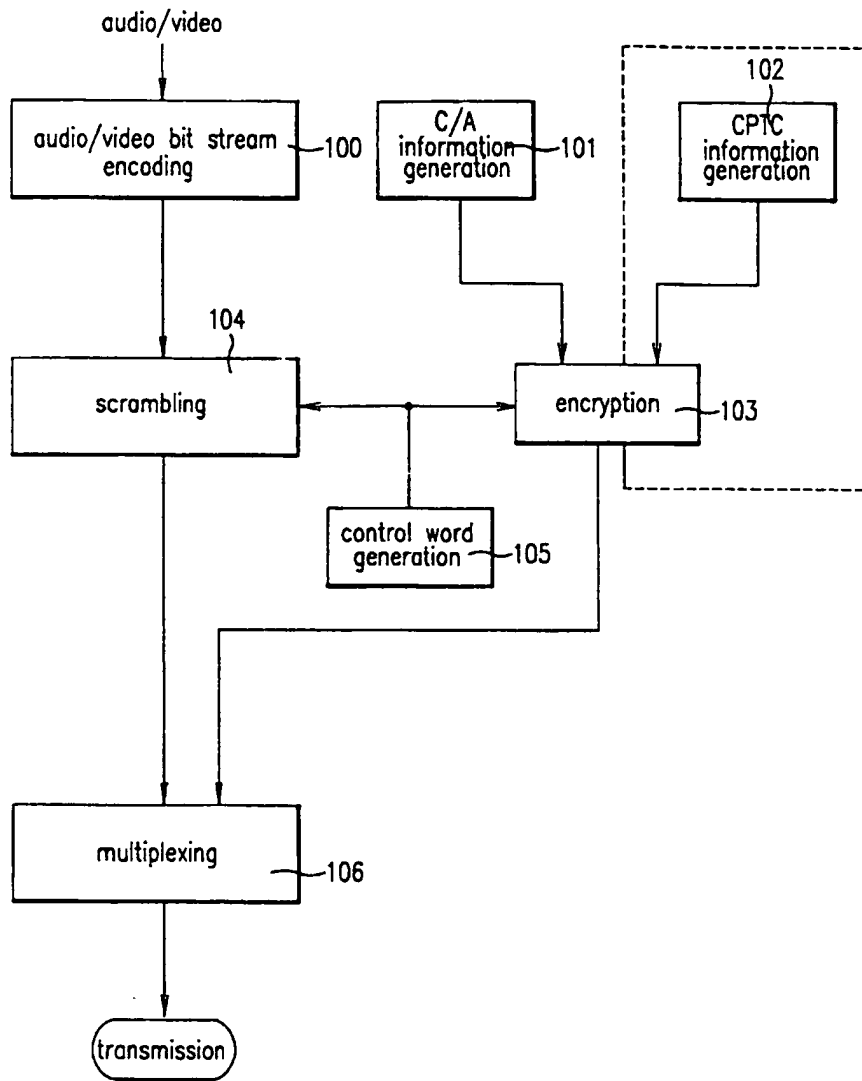 audio/video
audio/video bit stream
encoding
100
C/A
information
generation
101
102
CPTC
information
generation
104
scrambling
encryption
103
control word
generation
105
multiplexing
106
transmission